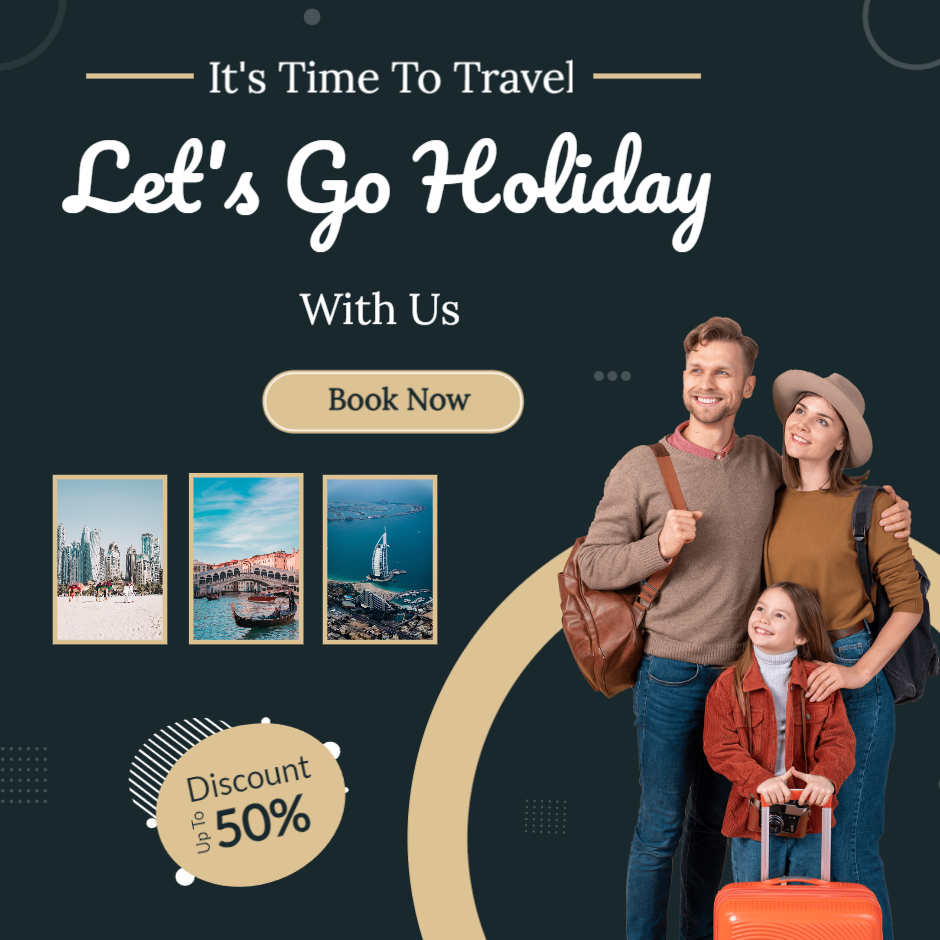 It's Time To Travel
Let's Go Holiday
With Us
Book Now
Discount
Up To
50%